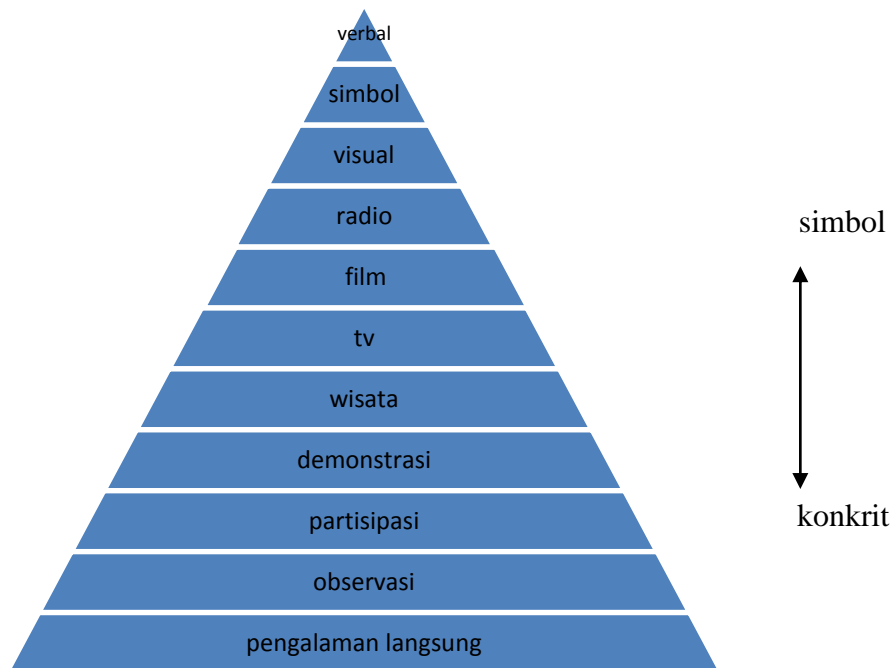 verbal
simbol
visual
radio
film
tv
wisata
demonstrasi
partisipasi
observasi
pengalaman langsung
simbol
konkrit